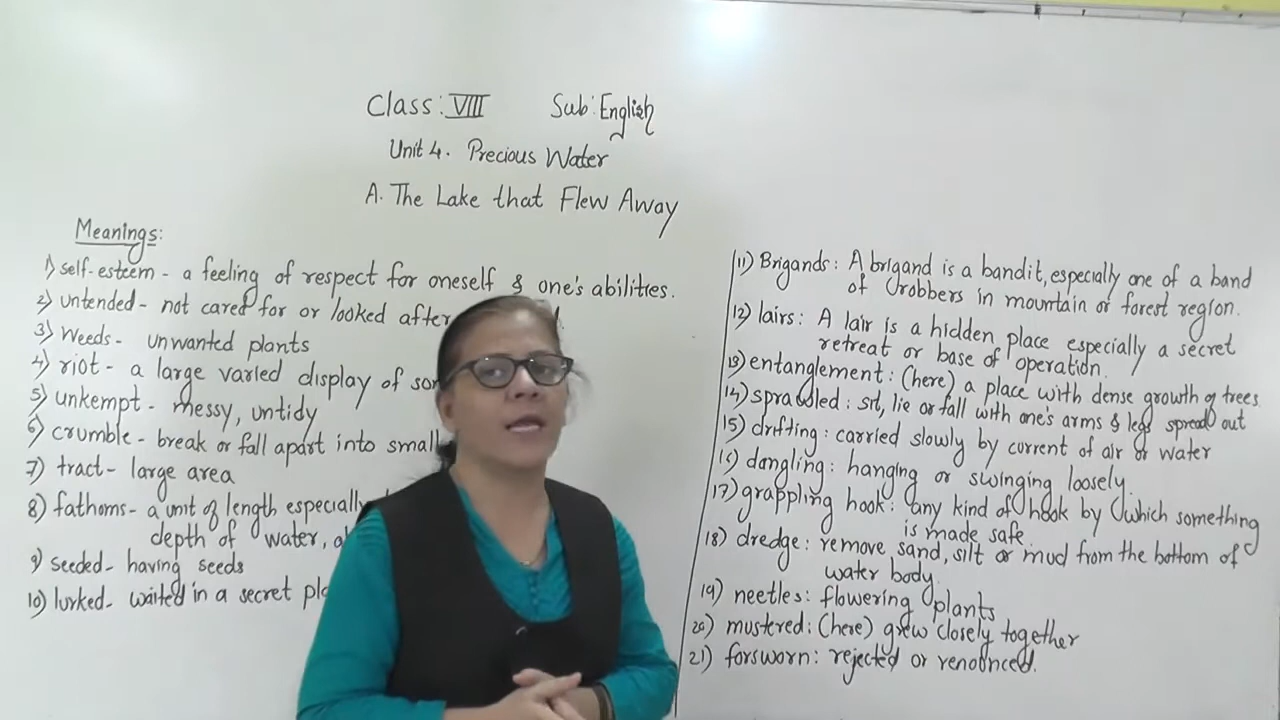 Class: VIII Sub: English
Unit 4. Precious Water
A. The Lake that Flew Away
Meanings:
1) self-esteem - a feeling of respect for oneself & one's abilities.
2) untended - not cared for or looked after
3) Weeds - unwanted plants
4) riot - a large varied display of
5) unkempt - messy, untidy
6) crumble - break or fall apart into small
7) tract - large area
8) fathoms - a unit of length especially
depth of water,
9) seeded - having seeds
10) lurked - waited in a secret
11) Brigands: A brigand is a bandit, especially one of a band
of robbers in mountain or forest region.
12) lairs: A lair is a hidden place especially a secret
retreat or base of operation.
13) entanglement: (here) a place with dense growth of trees
14) sprawled: sit, lie or fall with one's arms & legs spread out
15) drifting: carried slowly by current of air or water
16) dangling: hanging or swinging loosely.
17) grappling hook: any kind of hook by which something
is made safe.
18) dredge: remove sand, silt or mud from the bottom of
water body.
19) neetles: flowering plants
20) mustered: (here) grew closely together
21) forsworn: rejected or renounced.